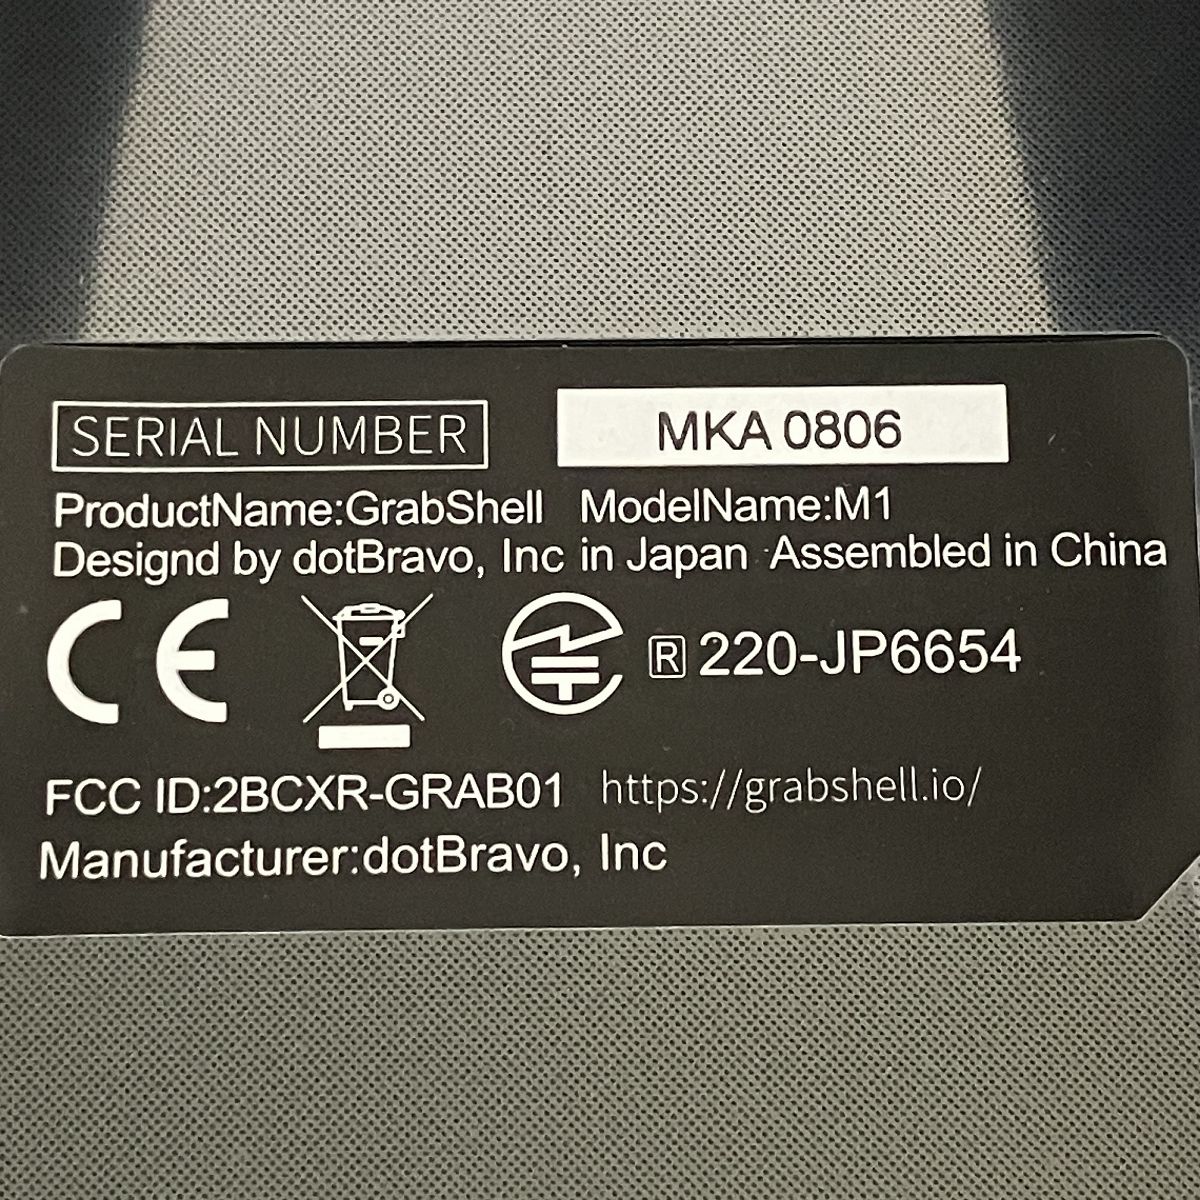 SERIAL NUMBER MKA 0806
ProductName:GrabShell ModelName:M1
Designd by dotBravo, Inc in Japan Assembled in China
CE R 220-JP6654
FCC ID:2BCXR-GRAB01 https://grabshell.io/
Manufacturer:dotBravo, Inc